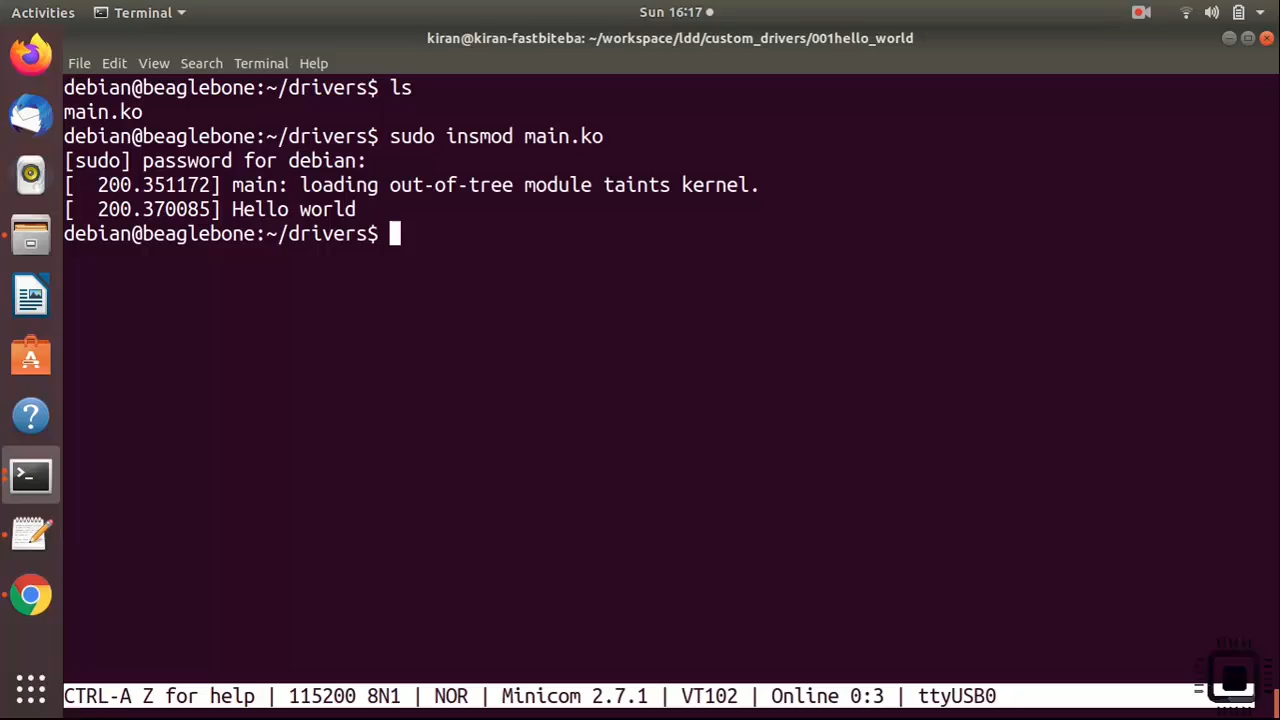 Activities Terminal Sun 16:17
kiran@kiran-fastbiteba: ~/workspace/ldd/custom_drivers/001hello_world
File Edit View Search Terminal Help
debian@beaglebone:~/drivers$ ls
main.ko
debian@beaglebone:~/drivers$ sudo insmod main.ko
[sudo] password for debian:
[  200.351172] main: loading out-of-tree module taints kernel.
[  200.370085] Hello world
debian@beaglebone:~/drivers$
CTRL-A Z for help | 115200 8N1 | NOR | Minicom 2.7.1 | VT102 | Online 0:3 | ttyUSB0